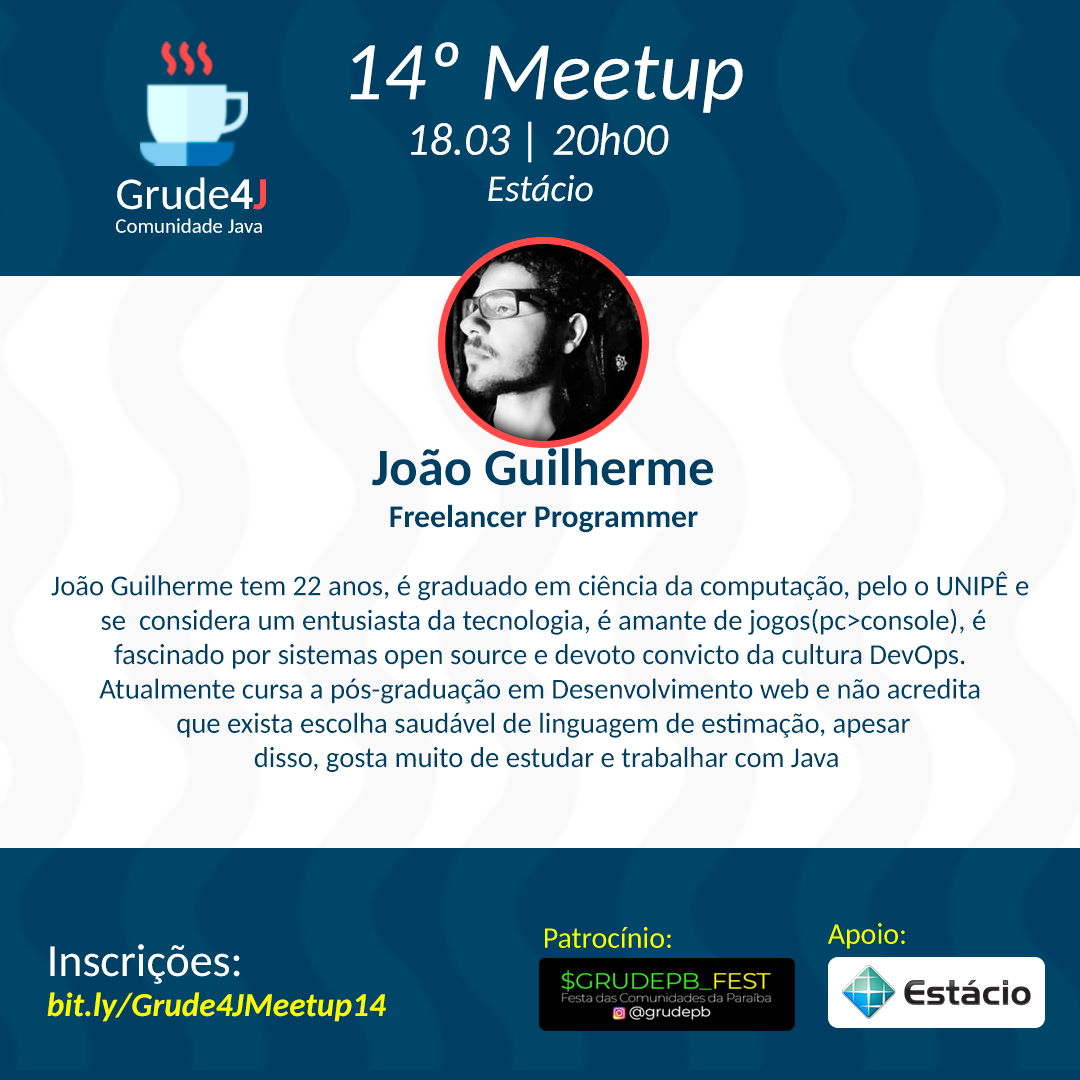 14º Meetup
18.03 | 20h00
Estácio
Grude4J
Comunidade Java
João Guilherme
Freelancer Programmer
João Guilherme tem 22 anos, é graduado em ciência da computação, pelo o UNIPÊ e
se  considera um entusiasta da tecnologia, é amante de jogos(pc>console), é
fascinado por sistemas open source e devoto convicto da cultura DevOps.
Atualmente cursa a pós-graduação em Desenvolvimento web e não acredita
que exista escolha saudável de linguagem de estimação, apesar
disso, gosta muito de estudar e trabalhar com Java
Inscrições:
bit.ly/Grude4JMeetup14
Patrocínio:
$GRUDEPB_FEST
Festa das Comunidades da Paraíba
@grudepb
Apoio:
Estácio